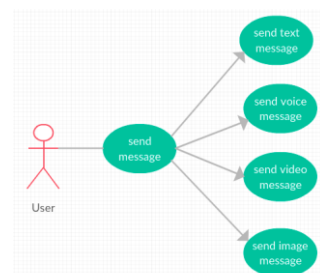 send text
message
send voice
message
send
message
send video
message
User
send image
message